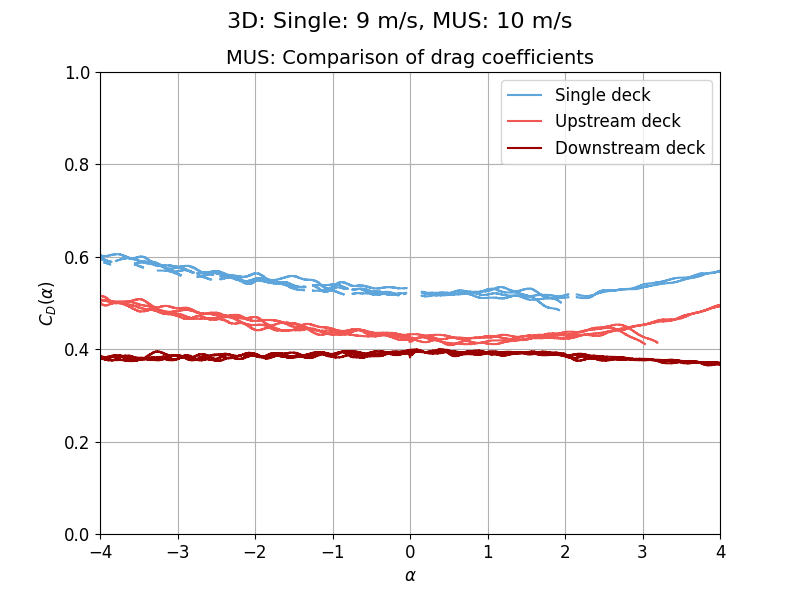 3D: Single: 9 m/s, MUS: 10 m/s
MUS: Comparison of drag coefficients
Single deck
Upstream deck
Downstream deck
1.0
0.8
0.6
0.4
0.2
0.0
C_D(α)
−4 −3 −2 −1 0 1 2 3 4
α